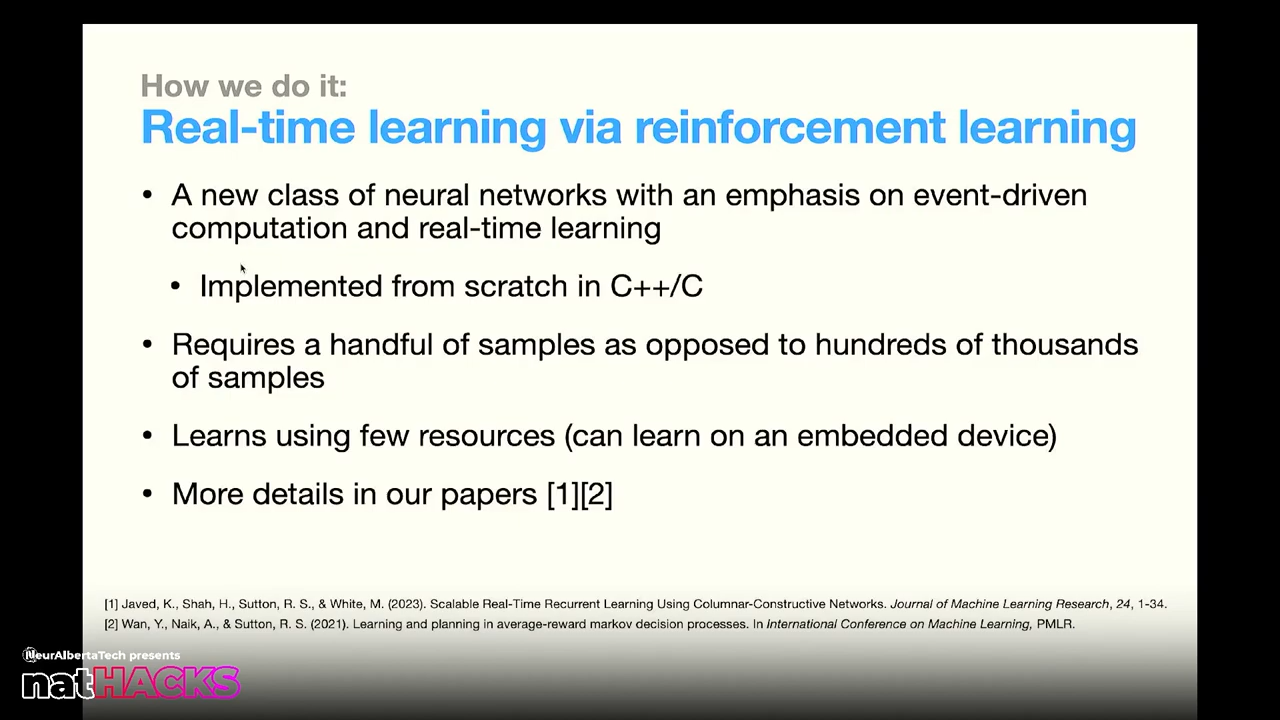 How we do it:
Real-time learning via reinforcement learning
• A new class of neural networks with an emphasis on event-driven
computation and real-time learning
• Implemented from scratch in C++/C
• Requires a handful of samples as opposed to hundreds of thousands
of samples
• Learns using few resources (can learn on an embedded device)
• More details in our papers [1][2]
[1] Javed, K., Shah, H., Sutton, R. S., & White, M. (2023). Scalable Real-Time Recurrent Learning Using Columnar-Constructive Networks. Journal of Machine Learning Research, 24, 1-34.
[2] Wan, Y., Naik, A., & Sutton, R. S. (2021). Learning and planning in average-reward markov decision processes. In International Conference on Machine Learning, PMLR.
NeurAlbertaTech presents
natHACKS